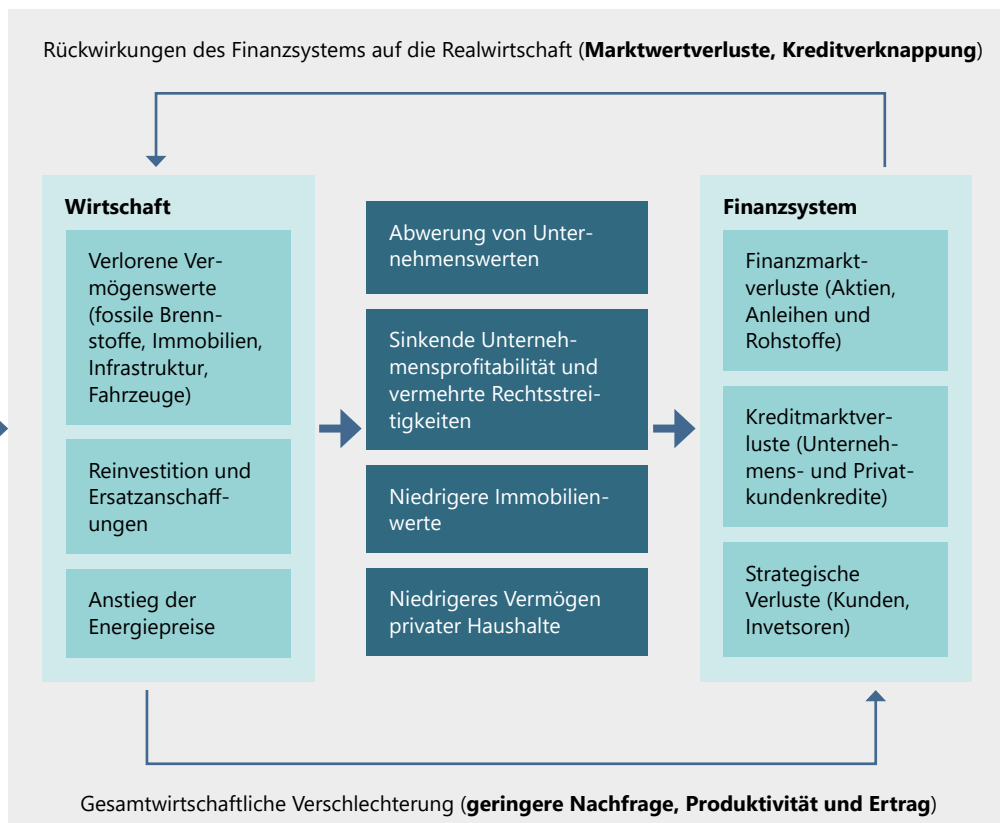 Rückwirkungen des Finanzsystems auf die Realwirtschaft (Marktwertverluste, Kreditverknappung)
Wirtschaft
Verlorene Ver-
mögenswerte
(fossile Brenn-
stoffe, Immobilien,
Infrastruktur,
Fahrzeuge)
Reinvestition und
Ersatzanschaff-
ungen
Anstieg der
Energiepreise
Abwerung von Unter-
nehmenswerten
Sinkende Unterneh-
mensprofitabilität und
vermehrte Rechtsstrei-
tigkeiten
Niedrigere Immobilien-
werte
Niedrigeres Vermögen
privater Haushalte
Finanzsystem
Finanzmarkt-
verluste (Aktien,
Anleihen und
Rohstoffe)
Kreditmarktver-
luste (Unterneh-
mens- und Privat-
kundenkredite)
Strategische
Verluste (Kunden,
Invetsoren)
Gesamtwirtschaftliche Verschlechterung (geringere Nachfrage, Produktivität und Ertrag)